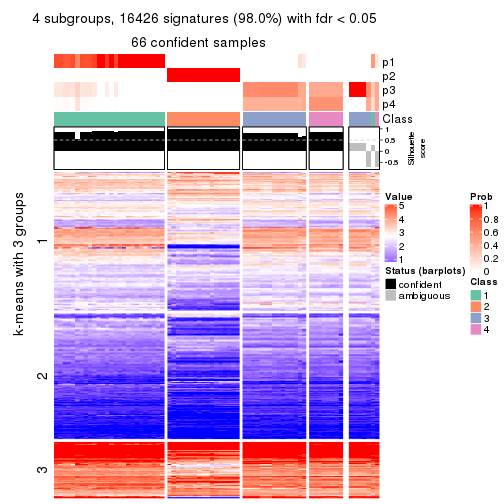 4 subgroups, 16426 signatures (98.0%) with fdr < 0.05
66 confident samples
p1
p2
p3
p4
Class
1
0.5
0
-0.5
Silhouette
score
k-means with 3 groups
1
2
3
Value
5
4
3
2
1
Status (barplots)
confident
ambiguous
Prob
1
0.8
0.6
0.4
0.2
0
Class
1
2
3
4